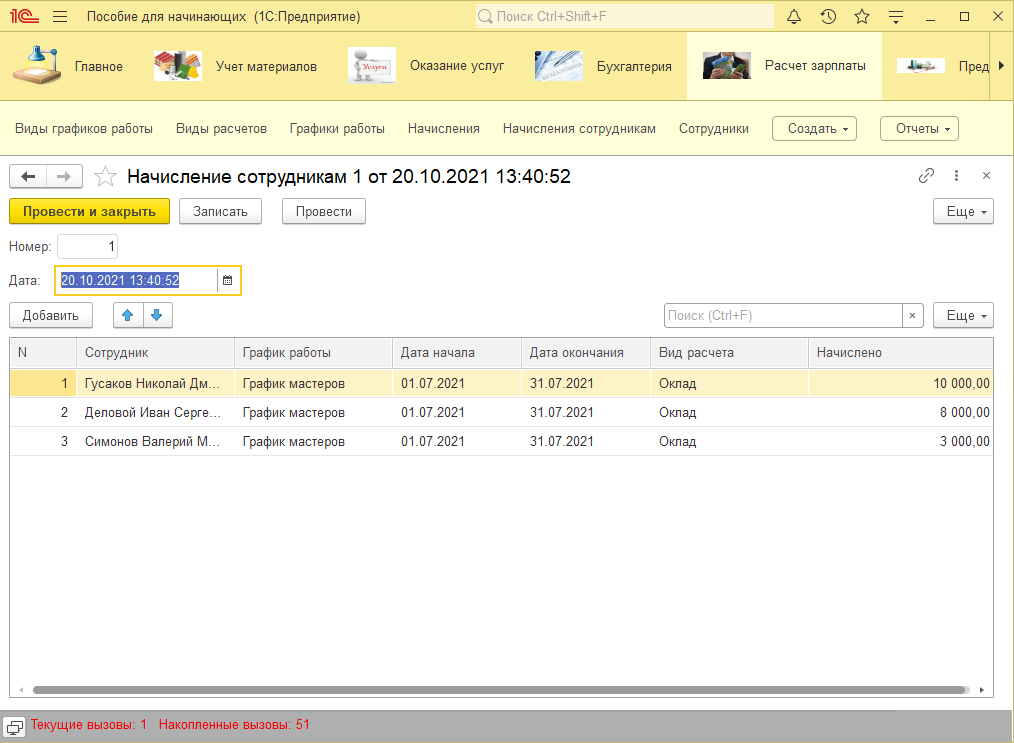 1С Пособие для начинающих (1С:Предприятие) Поиск Ctrl+Shift+F
Главное Учет материалов Услуги Оказание услуг Бухгалтерия Расчет зарплаты Пред
Виды графиков работы Виды расчетов Графики работы Начисления Начисления сотрудникам Сотрудники Создать Отчеты
Начисление сотрудникам 1 от 20.10.2021 13:40:52
Провести и закрыть Записать Провести Еще
Номер: 1
Дата: 20.10.2021 13:40:52
Добавить Поиск (Ctrl+F) × Еще
N Сотрудник График работы Дата начала Дата окончания Вид расчета Начислено
1 Гусаков Николай Дм... График мастеров 01.07.2021 31.07.2021 Оклад 10 000,00
2 Деловой Иван Серге... График мастеров 01.07.2021 31.07.2021 Оклад 8 000,00
3 Симонов Валерий М... График мастеров 01.07.2021 31.07.2021 Оклад 3 000,00
Текущие вызовы: 1 Накопленные вызовы: 51